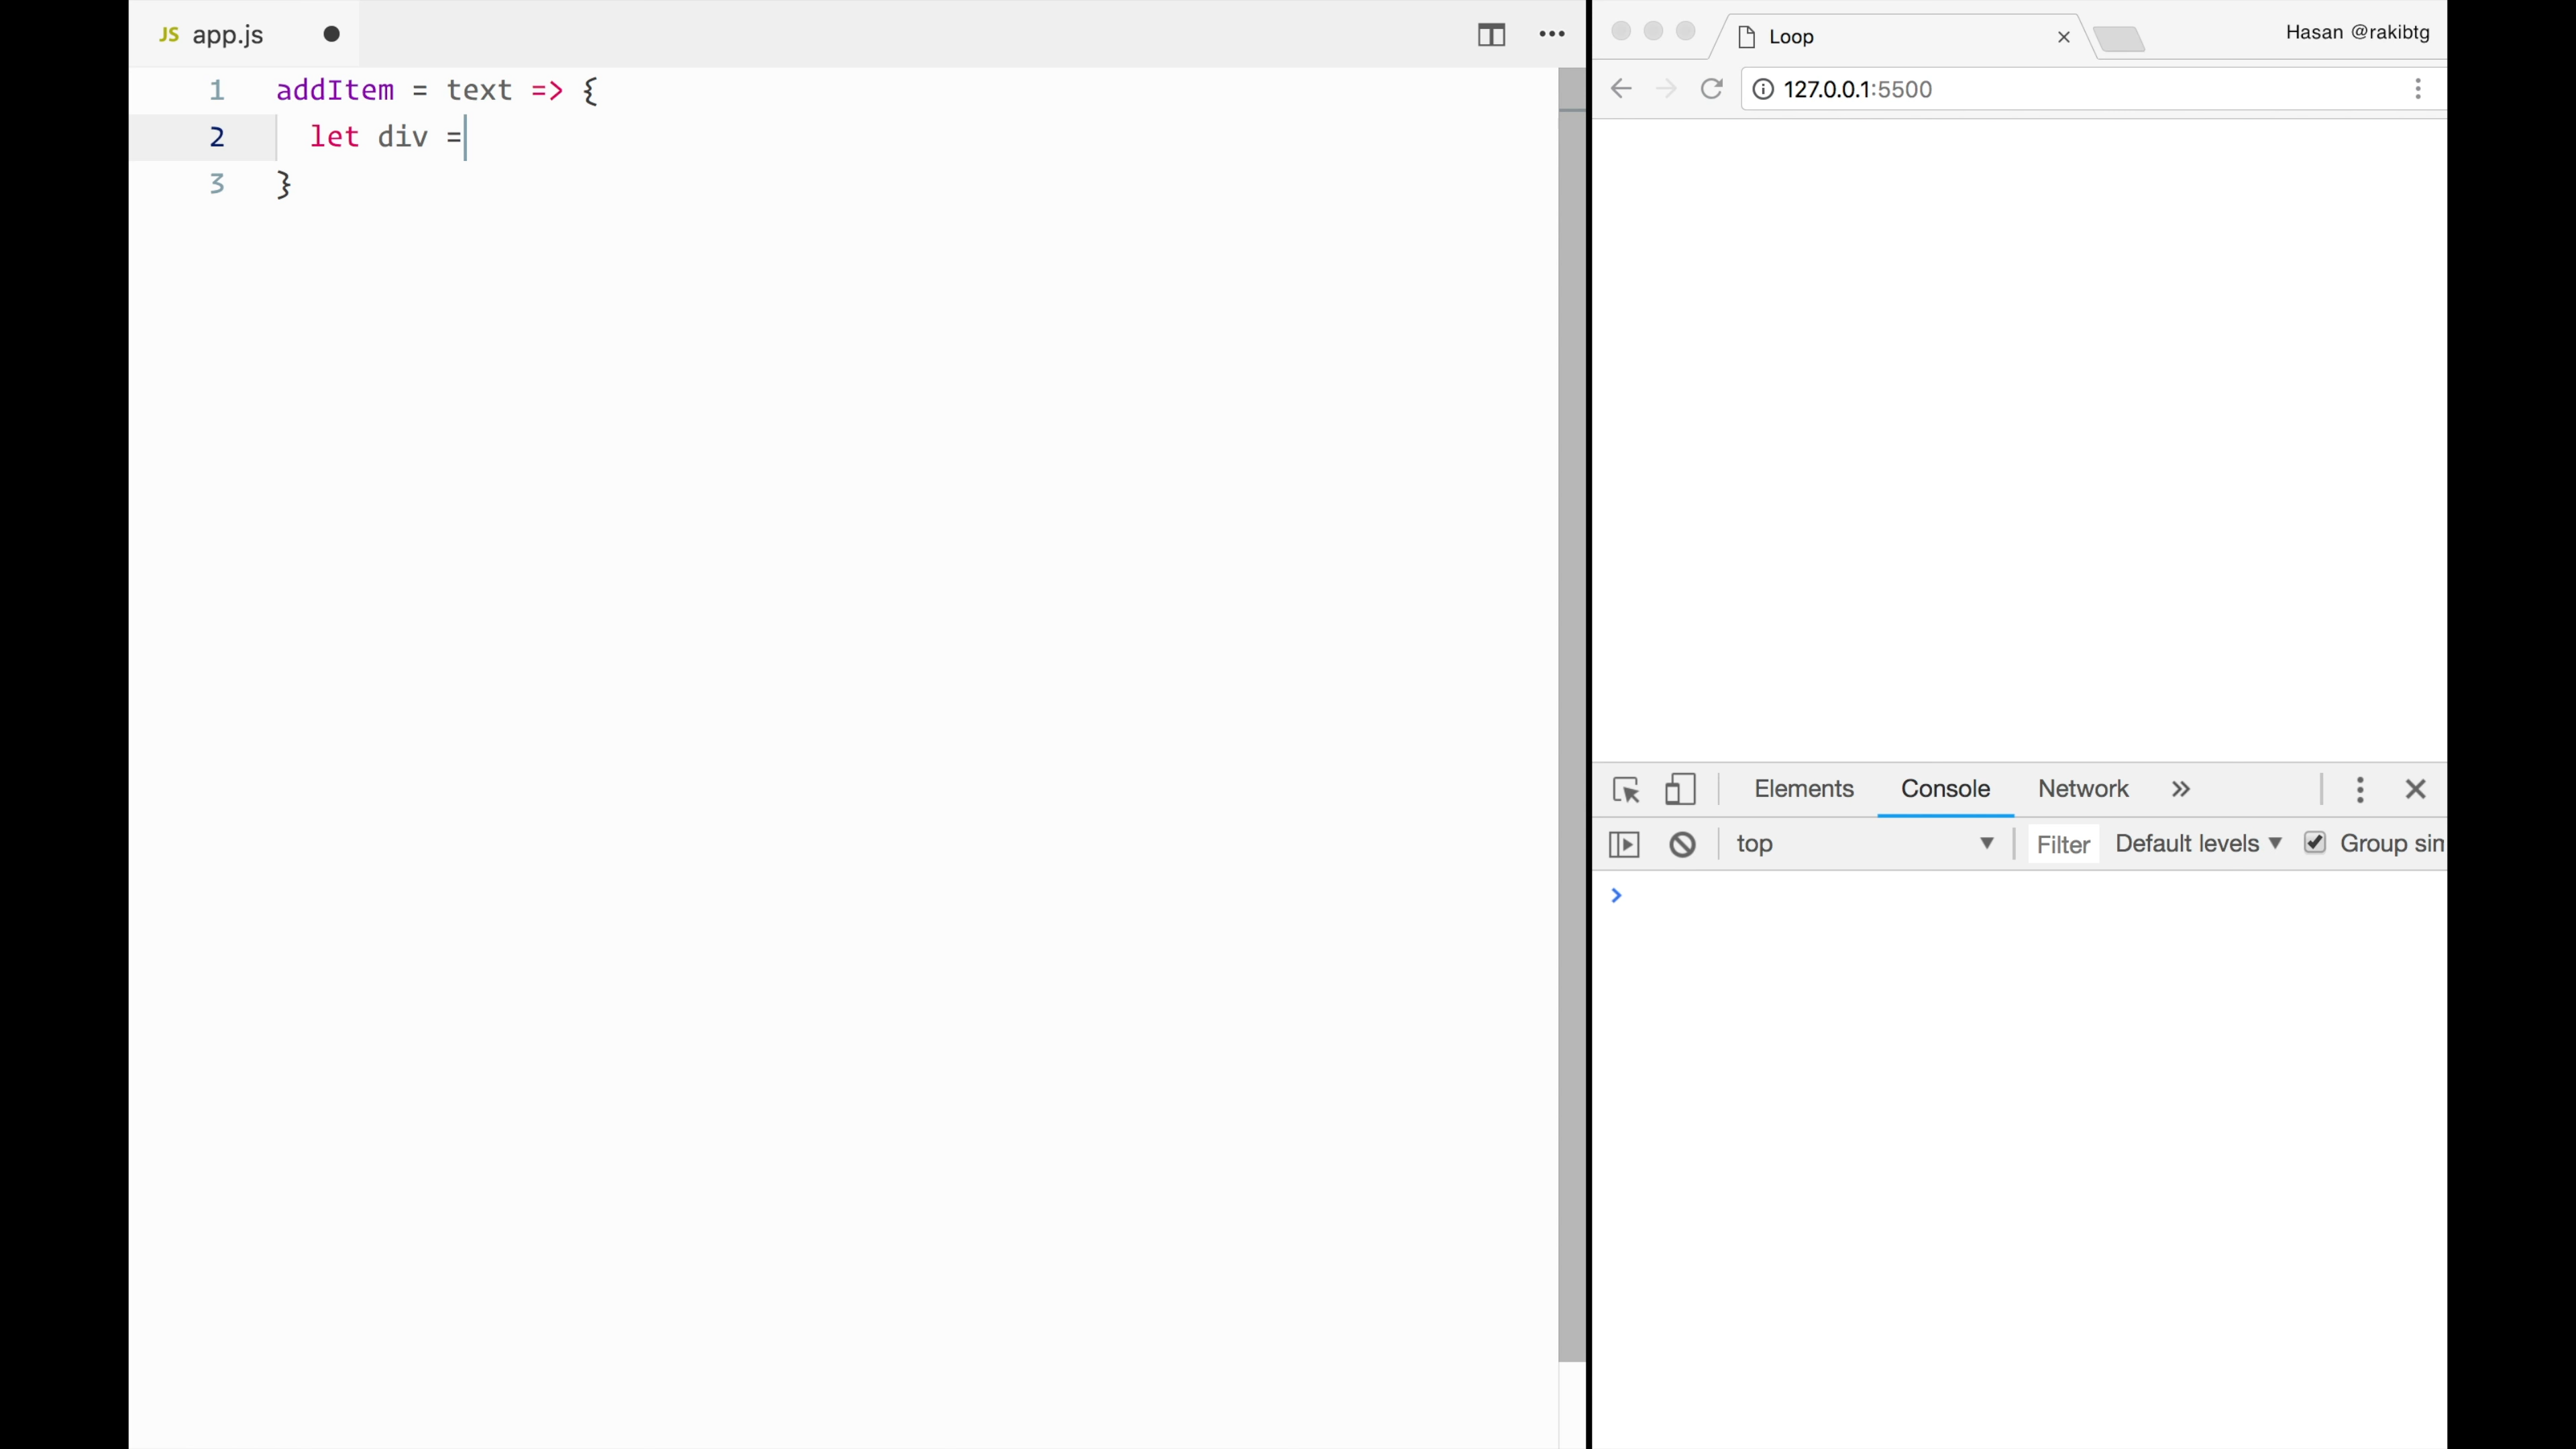 JS app.js
1 addItem = text => {
2 let div =
3 }
Loop
Hasan @rakibtg
127.0.0.1:5500
Elements Console Network
top Filter Default levels Group sin